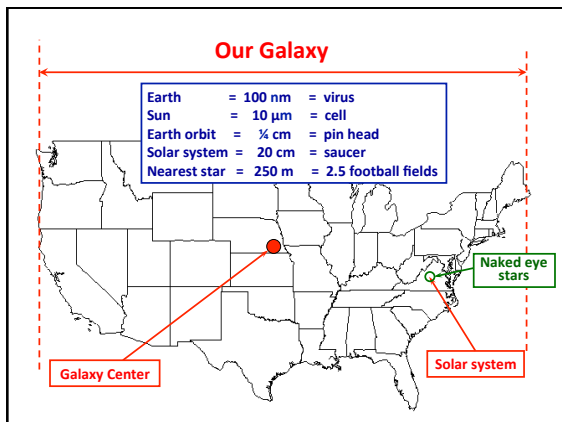 Our Galaxy
Earth = 100 nm = virus
Sun = 10 µm = cell
Earth orbit = ¼ cm = pin head
Solar system = 20 cm = saucer
Nearest star = 250 m = 2.5 football fields
Naked eye
stars
Galaxy Center
Solar system